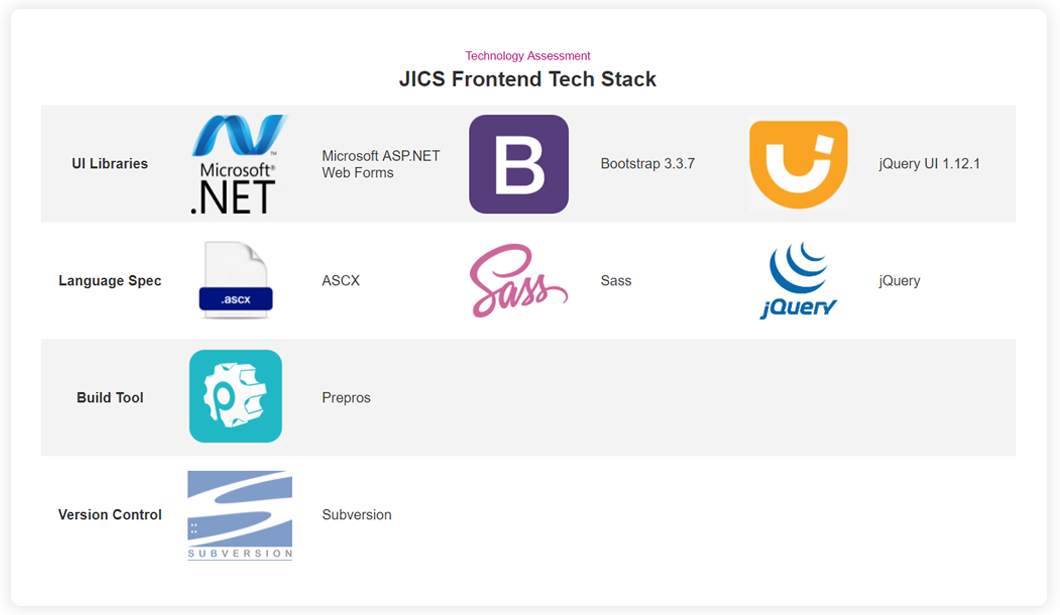 Technology Assessment
JICS Frontend Tech Stack
UI Libraries
Microsoft®
.NET
™
Microsoft ASP.NET
Web Forms
B
Bootstrap 3.3.7
jQuery UI 1.12.1
Language Spec
.ascx
ASCX
Sass
Sass
jQuery
jQuery
Build Tool
p
Prepros
Version Control
SUBVERSION
Subversion